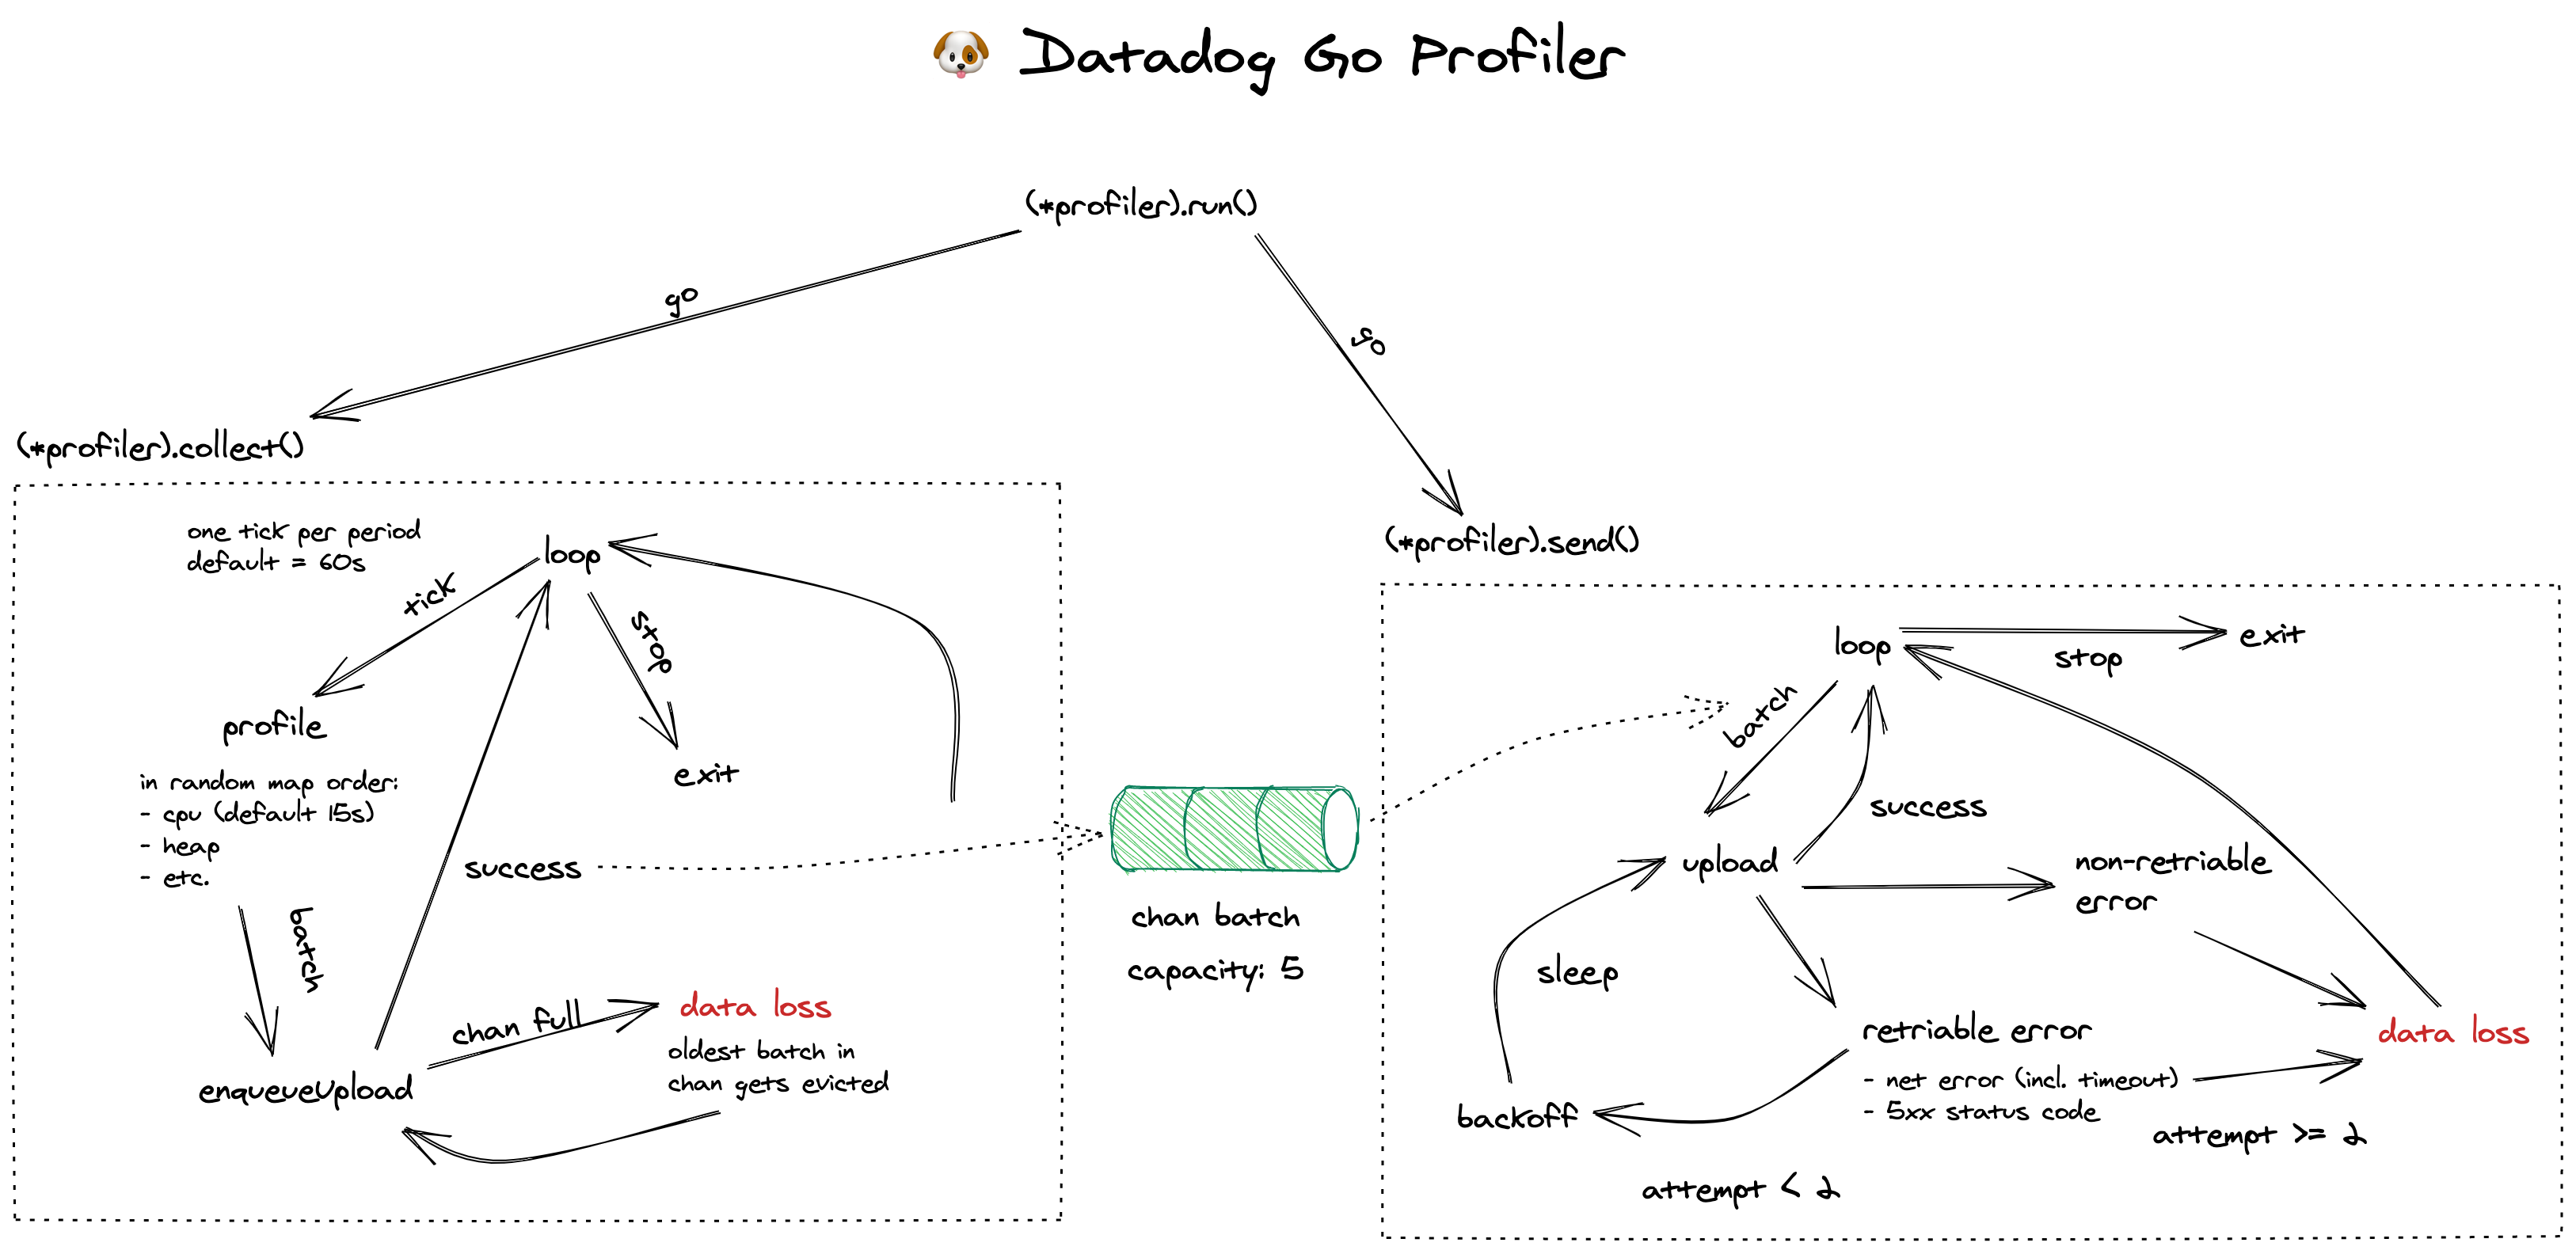 🐶 Datadog Go Profiler
(*profiler).run()
go
go
(*profiler).collect()
one tick per period
default = 60s
loop
tick
stop
profile
exit
in random map order:
- cpu (default 15s)
- heap
- etc.
success
batch
chan full
data loss
oldest batch in
chan gets evicted
enqueueUpload
chan batch
capacity: 5
(*profiler).send()
loop
stop
exit
batch
success
upload
non-retriable
error
sleep
retriable error
- net error (incl. timeout)
- 5xx status code
data loss
backoff
attempt >= 2
attempt < 2